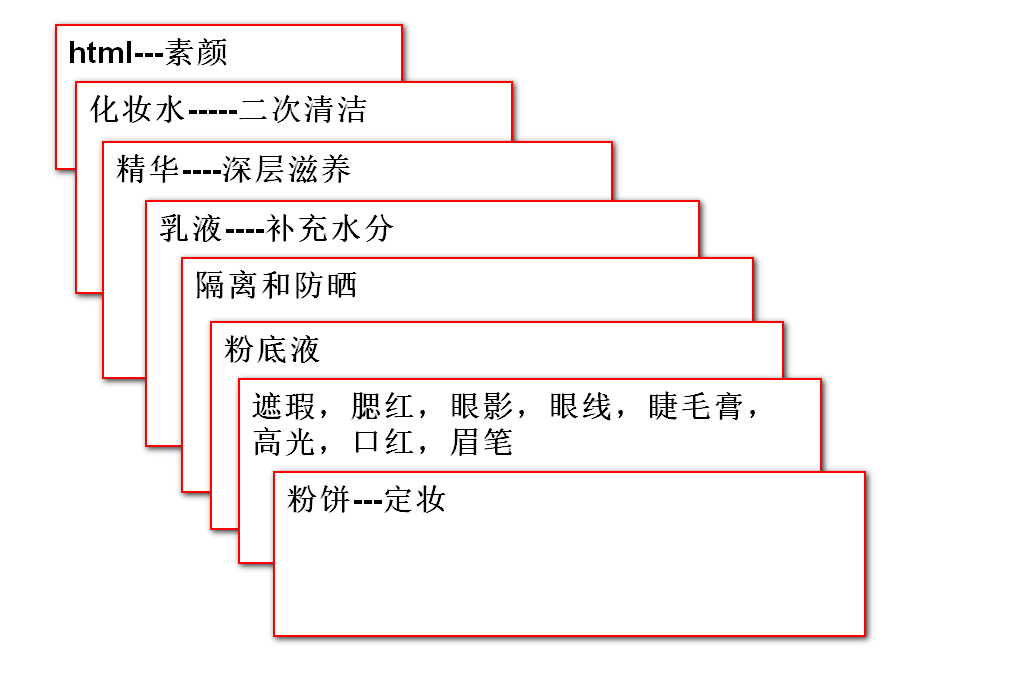 html---素颜
化妆水-----二次清洁
精华----深层滋养
乳液----补充水分
隔离和防晒
粉底液
遮瑕，腮红，眼影，眼线，睫毛膏，
高光，口红，眉笔
粉饼---定妆